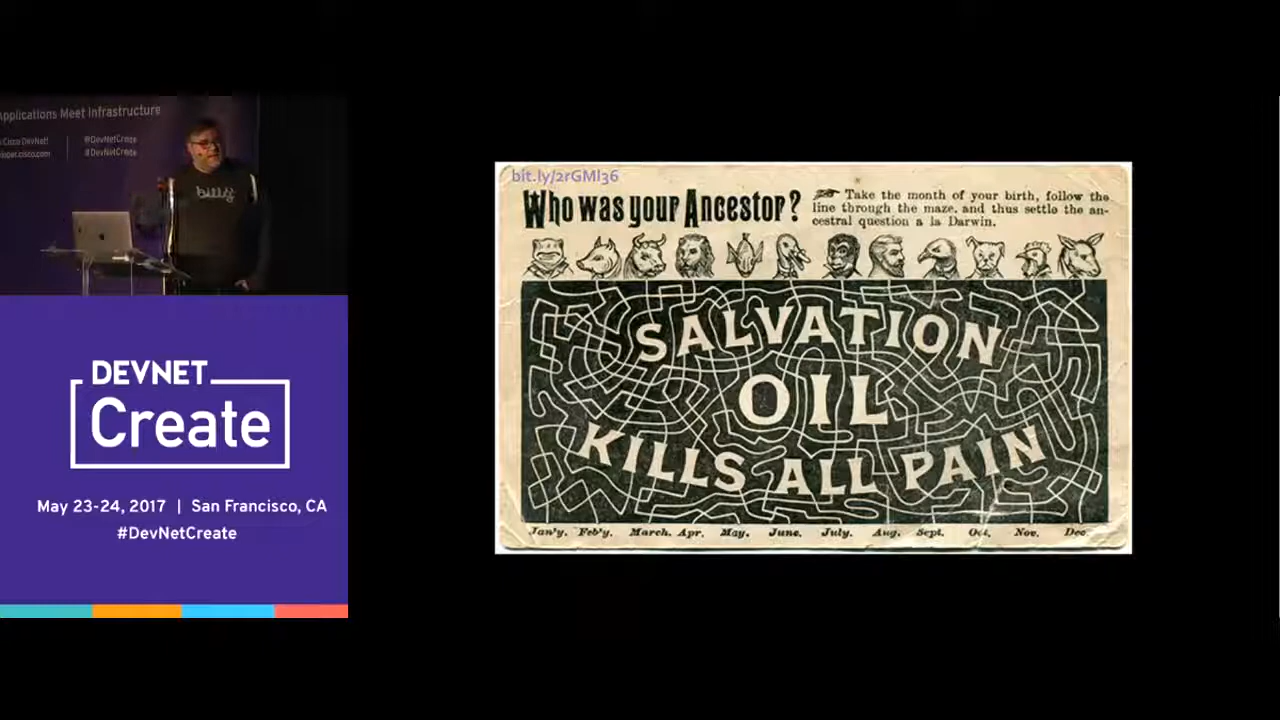 Applications Meet Infrastructure
Cisco DevNet!
@DevNetCreate
#DevNetCreate
DEVNET
Create
May 23-24, 2017 | San Francisco, CA
#DevNetCreate
bit.ly/2rGMl36
Who was your Ancestor?
Take the month of your birth, follow the
line through the maze, and thus settle the an-
cestral question a la Darwin.
SALVATION
OIL
KILLS ALL PAIN
Jan'y. Feb'y. March. Apr. May. June. July. Aug. Sept. Oct. Nov. Dec.